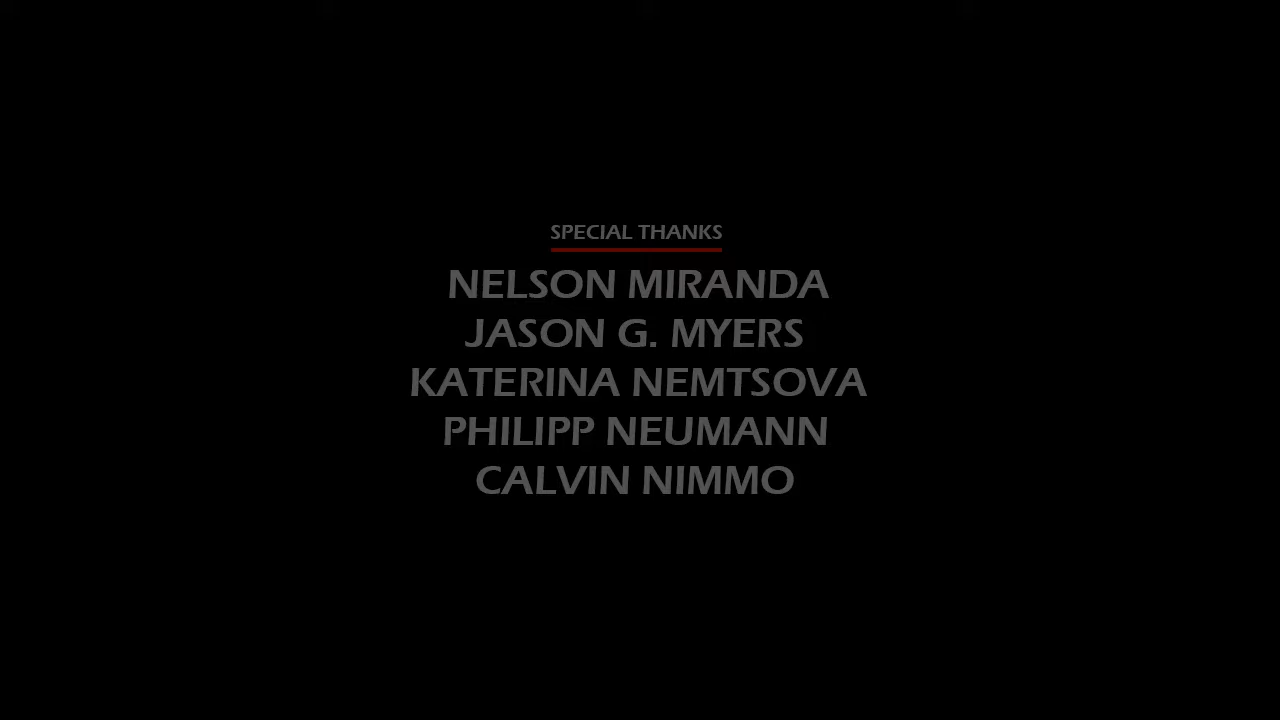 SPECIAL THANKS
NELSON MIRANDA
JASON G. MYERS
KATERINA NEMTSOVA
PHILIPP NEUMANN
CALVIN NIMMO